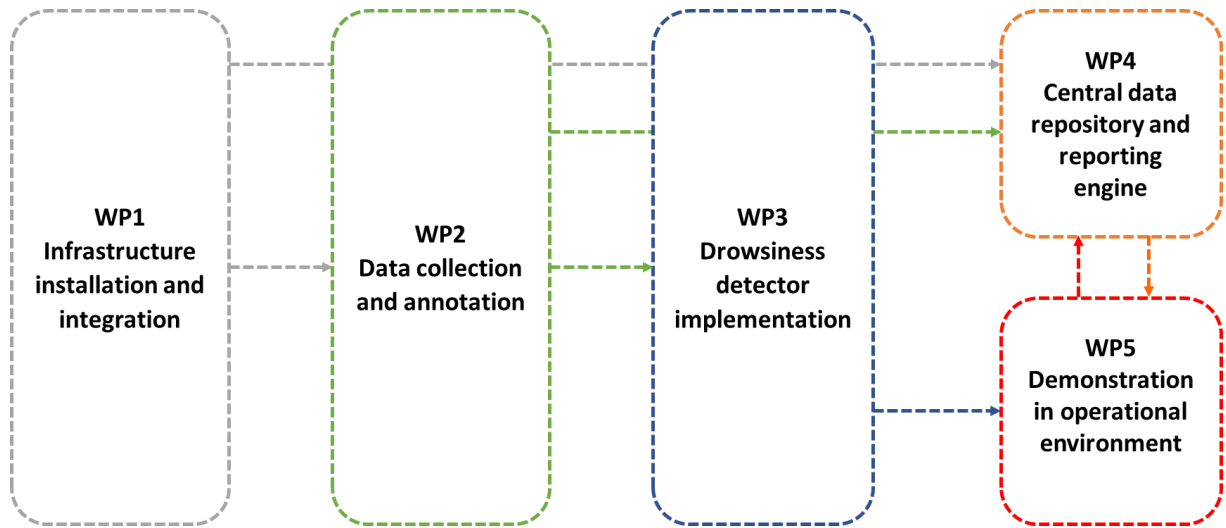 WP1
Infrastructure
installation and
integration
WP2
Data collection
and annotation
WP3
Drowsiness
detector
implementation
WP4
Central data
repository and
reporting
engine
WP5
Demonstration
in operational
environment